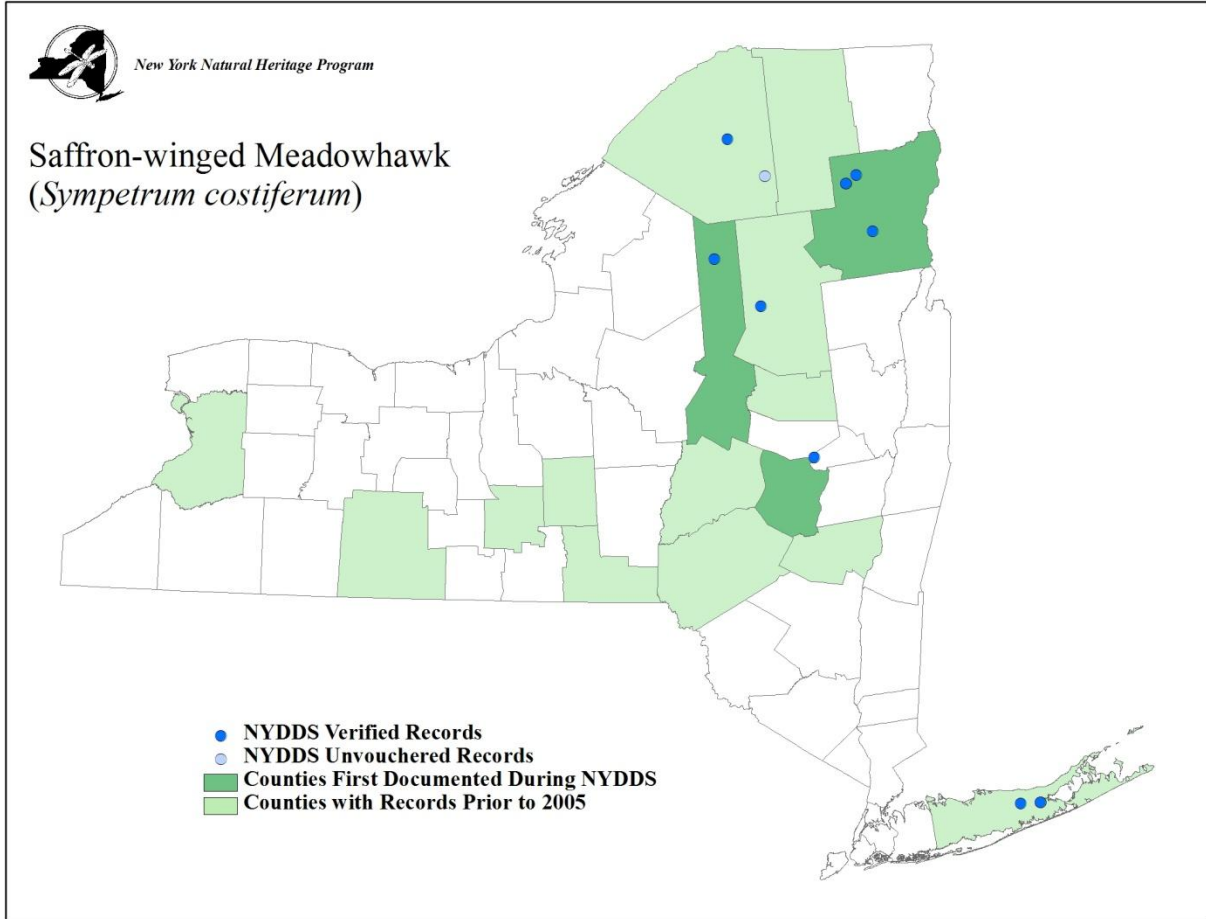 New York Natural Heritage Program
Saffron-winged Meadowhawk
(Sympetrum costiferum)
NYDDS Verified Records
NYDDS Unvouchered Records
Counties First Documented During NYDDS
Counties with Records Prior to 2005